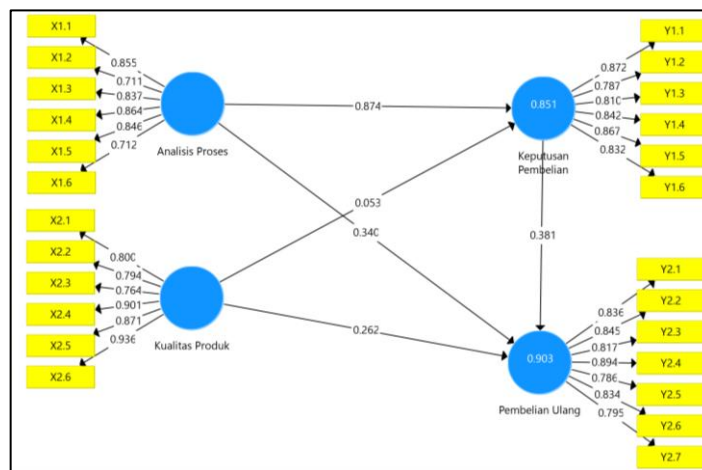 X1.1
X1.2
X1.3
X1.4
X1.5
X1.6
0.855
0.711
0.837
0.864
0.846
0.712
Analisis Proses
X2.1
X2.2
X2.3
X2.4
X2.5
X2.6
0.800
0.794
0.764
0.901
0.871
0.936
Kualitas Produk
0.874
0.053
0.340
0.262
0.381
0.851
Keputusan
Pembelian
0.872
0.787
0.810
0.842
0.867
0.832
Y1.1
Y1.2
Y1.3
Y1.4
Y1.5
Y1.6
0.903
Pembelian Ulang
0.836
0.845
0.817
0.894
0.786
0.834
0.795
Y2.1
Y2.2
Y2.3
Y2.4
Y2.5
Y2.6
Y2.7